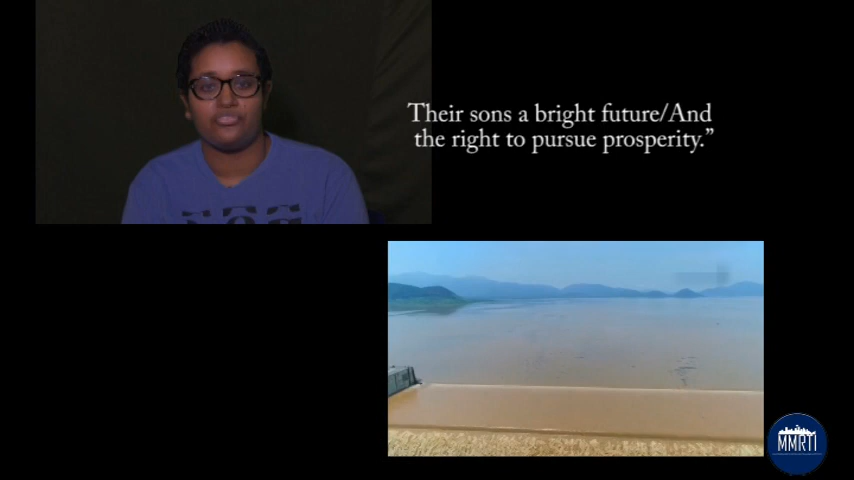 Their sons a bright future/And
the right to pursue prosperity.”
MMRTI